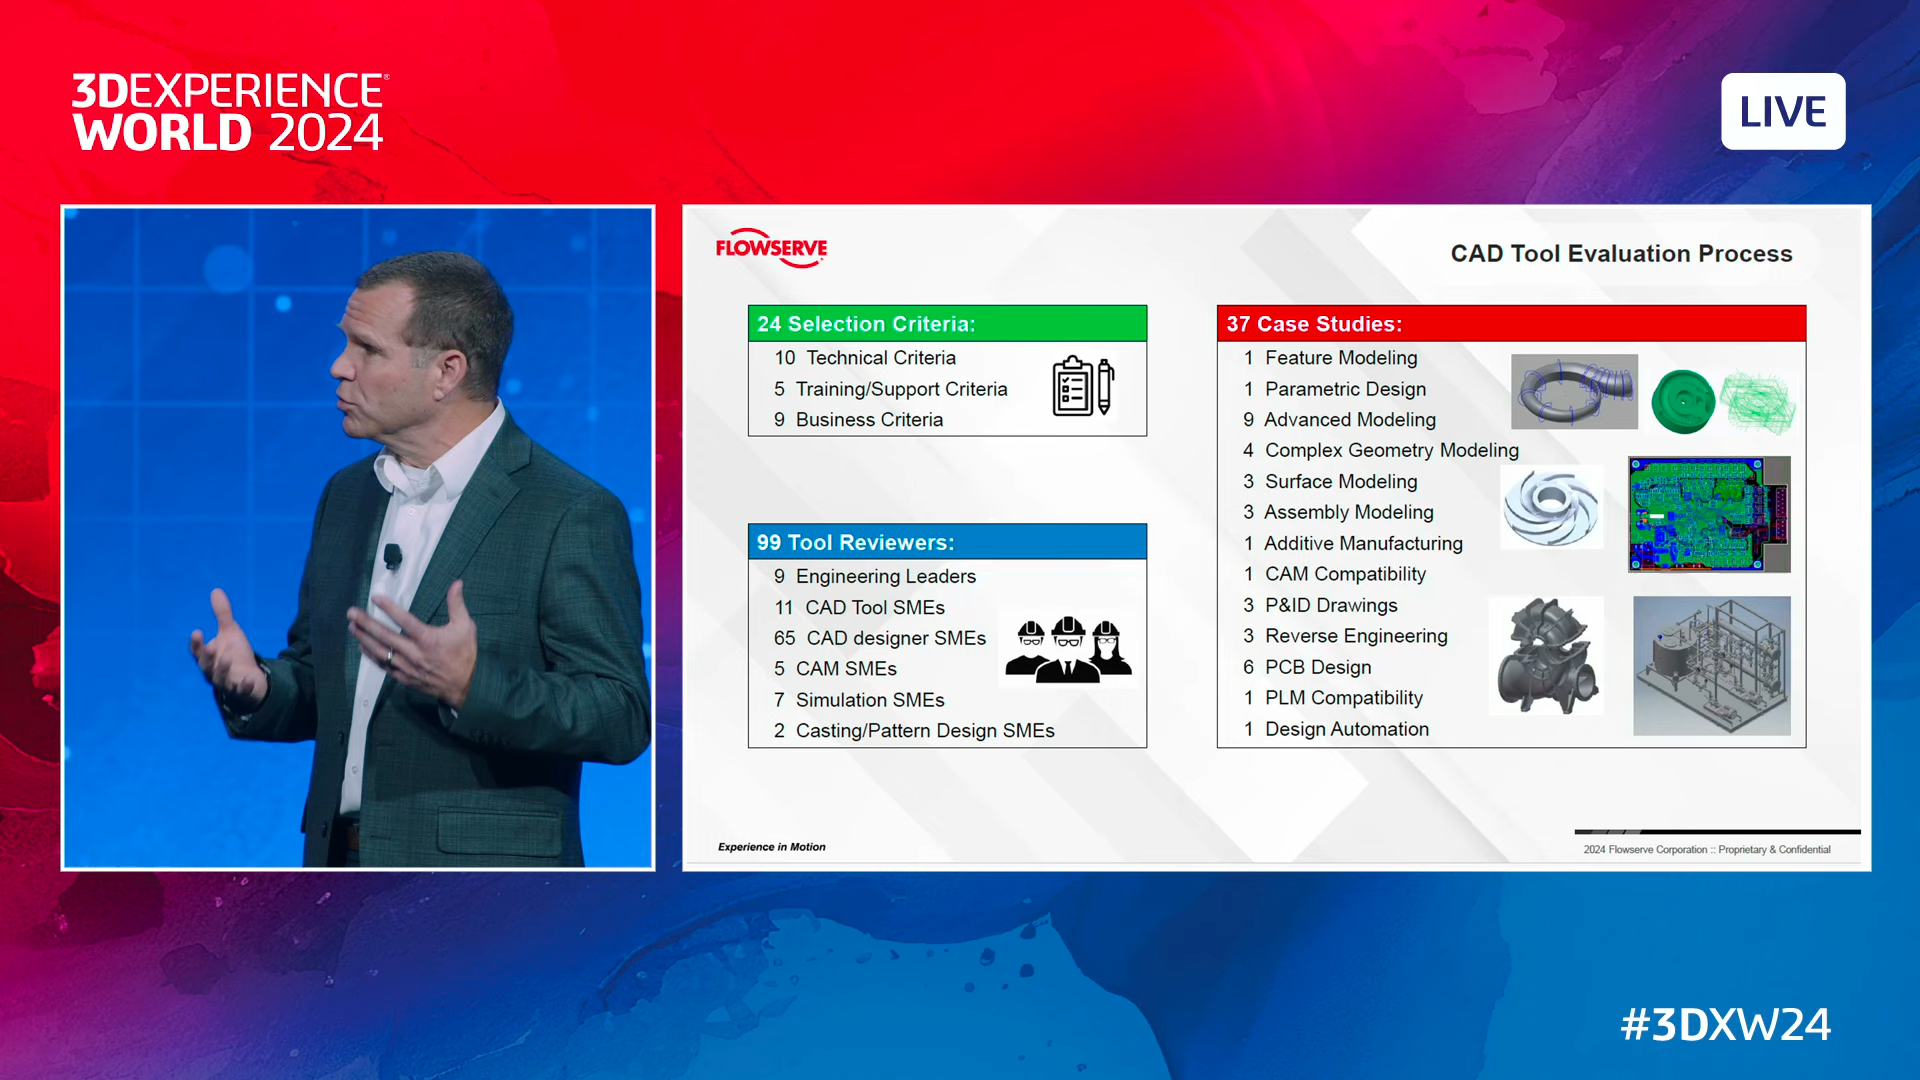 3DEXPERIENCE®
WORLD 2024
LIVE
FLOWSERVE
CAD Tool Evaluation Process
24 Selection Criteria:
10 Technical Criteria
5 Training/Support Criteria
9 Business Criteria
99 Tool Reviewers:
9 Engineering Leaders
11 CAD Tool SMEs
65 CAD designer SMEs
5 CAM SMEs
7 Simulation SMEs
2 Casting/Pattern Design SMEs
37 Case Studies:
1 Feature Modeling
1 Parametric Design
9 Advanced Modeling
4 Complex Geometry Modeling
3 Surface Modeling
3 Assembly Modeling
1 Additive Manufacturing
1 CAM Compatibility
3 P&ID Drawings
3 Reverse Engineering
6 PCB Design
1 PLM Compatibility
1 Design Automation
Experience in Motion
2024 Flowserve Corporation :: Proprietary & Confidential
#3DXW24